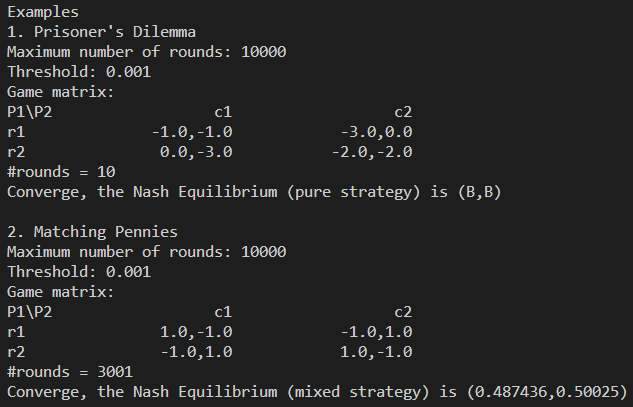 Examples
1. Prisoner's Dilemma
Maximum number of rounds: 10000
Threshold: 0.001
Game matrix:
P1\P2 c1 c2
r1 -1.0,-1.0 -3.0,0.0
r2 0.0,-3.0 -2.0,-2.0
#rounds = 10
Converge, the Nash Equilibrium (pure strategy) is (B,B)
2. Matching Pennies
Maximum number of rounds: 10000
Threshold: 0.001
Game matrix:
P1\P2 c1 c2
r1 1.0,-1.0 -1.0,1.0
r2 -1.0,1.0 1.0,-1.0
#rounds = 3001
Converge, the Nash Equilibrium (mixed strategy) is (0.487436,0.50025)